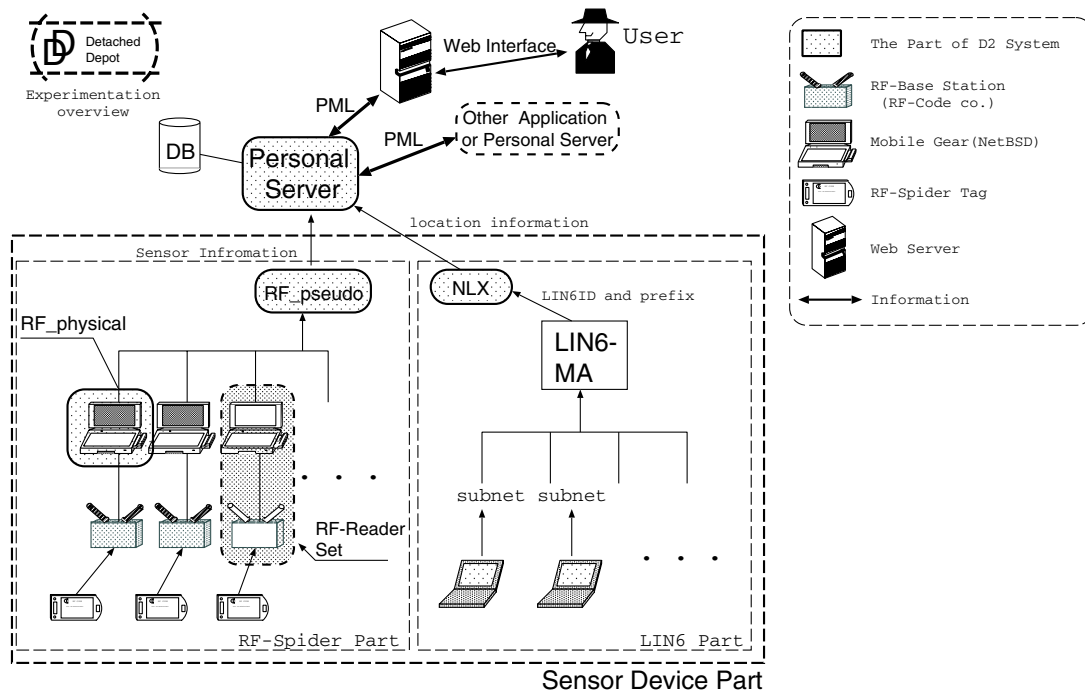 DD Detached
Depot
Experimentation
overview
Web Interface
User
PML
PML
Other Application
or Personal Server
DB
Personal
Server
location information
Sensor Infromation
RF_pseudo
RF_physical
NLX
LIN6ID and prefix
LIN6-
MA
subnet subnet
. . .
. . .
RF-Reader
Set
RF-Spider Part
LIN6 Part
Sensor Device Part
The Part of D2 System
RF-Base Station
(RF-Code co.)
Mobile Gear(NetBSD)
RF-Spider Tag
Web Server
Information